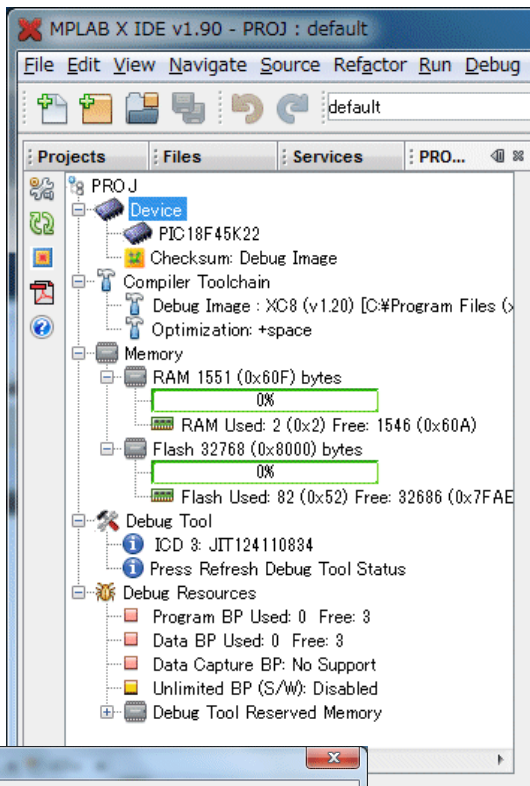 MPLAB X IDE v1.90 - PROJ : default
File Edit View Navigate Source Refactor Run Debug
default
Projects Files Services PRO...
PROJ
Device
PIC18F45K22
Checksum: Debug Image
Compiler Toolchain
Debug Image : XC8 (v1.20) [C:¥Program Files (
Optimization: +space
Memory
RAM 1551 (0x60F) bytes
0%
RAM Used: 2 (0x2) Free: 1546 (0x60A)
Flash 32768 (0x8000) bytes
0%
Flash Used: 82 (0x52) Free: 32686 (0x7FAE
Debug Tool
ICD 3: JIT124110834
Press Refresh Debug Tool Status
Debug Resources
Program BP Used: 0 Free: 3
Data BP Used: 0 Free: 3
Data Capture BP: No Support
Unlimited BP (S/W): Disabled
Debug Tool Reserved Memory